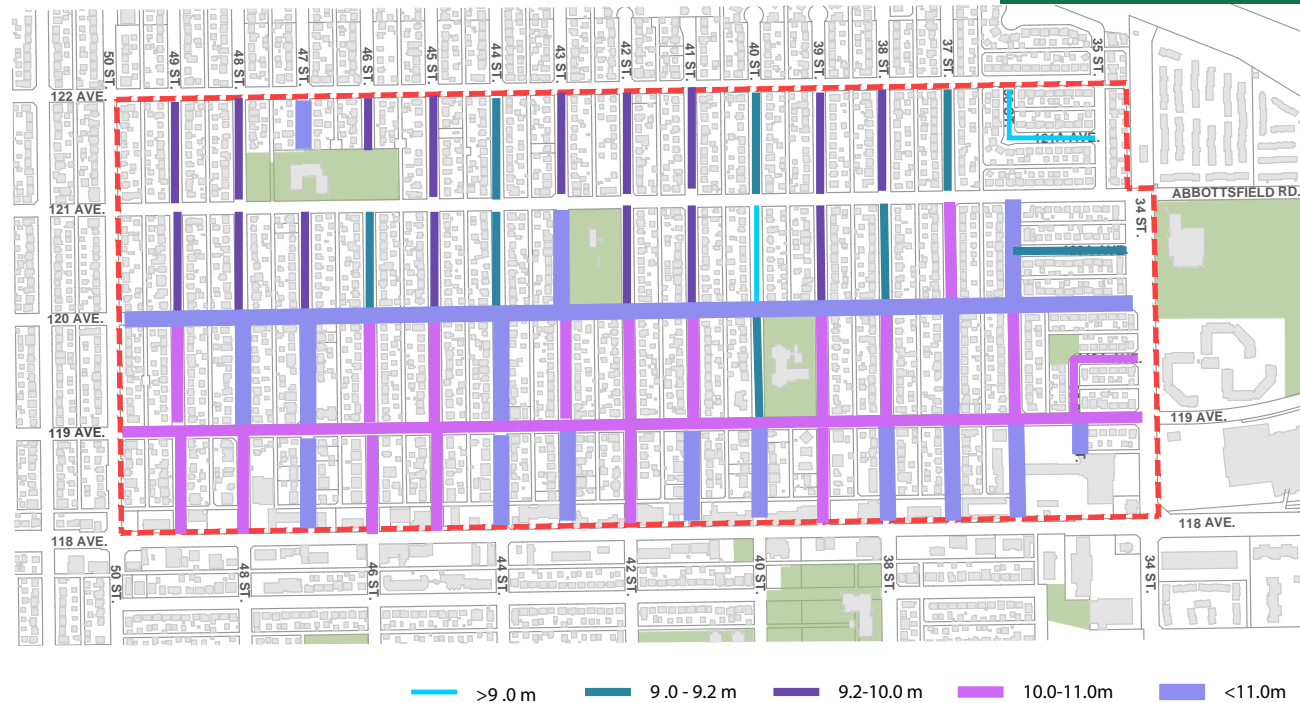 50 ST.
49 ST.
48 ST.
47 ST.
46 ST.
45 ST.
44 ST.
43 ST.
42 ST.
41 ST.
40 ST.
39 ST.
38 ST.
37 ST.
35 ST.
122 AVE.
121A AVE.
ABBOTTSFIELD RD.
121 AVE.
34 ST.
120 AVE.
119 AVE.
119 AVE.
118 AVE.
118 AVE.
50 ST.
48 ST.
46 ST.
44 ST.
42 ST.
40 ST.
38 ST.
34 ST.
>9 .0 m
9 .0 - 9.2 m
9.2-10.0 m
10.0-11.0m
<11.0m